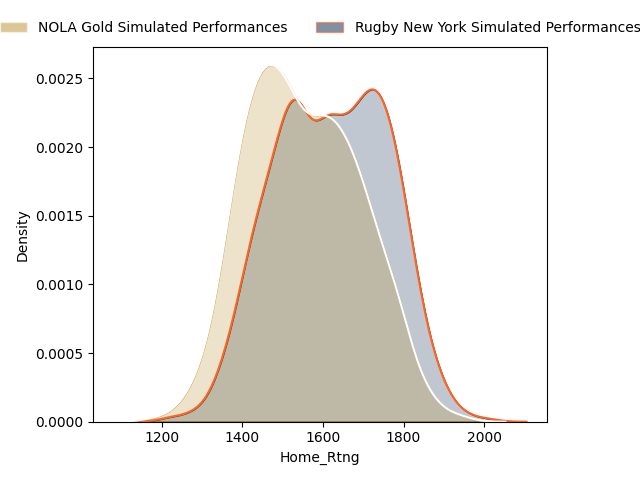 NOLA Gold Simulated Performances
Rugby New York Simulated Performances
0.0025
0.0020
0.0015
0.0010
0.0005
0.0000
Density
1200 1400 1600 1800 2000
Home_Rtng